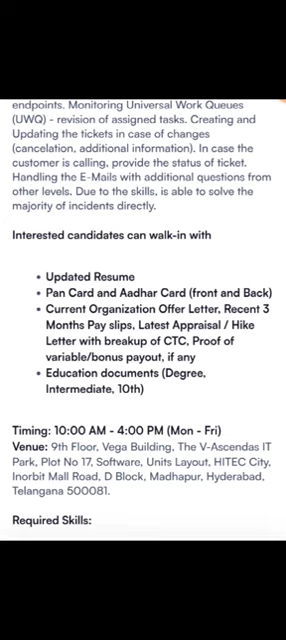 endpoints. Monitoring Universal Work Queues
(UWQ) - revision of assigned tasks. Creating and
Updating the tickets in case of changes
(cancelation, additional information). In case the
customer is calling, provide the status of ticket.
Handling the E-Mails with additional questions from
other levels. Due to the skills, is able to solve the
majority of incidents directly.
Interested candidates can walk-in with
• Updated Resume
• Pan Card and Aadhar Card (front and Back)
• Current Organization Offer Letter, Recent 3
Months Pay slips, Latest Appraisal / Hike
Letter with breakup of CTC, Proof of
variable/bonus payout, if any
• Education documents (Degree,
Intermediate, 10th)
Timing: 10:00 AM - 4:00 PM (Mon - Fri)
Venue: 9th Floor, Vega Building, The V-Ascendas IT
Park, Plot No 17, Software, Units Layout, HITEC City,
Inorbit Mall Road, D Block, Madhapur, Hyderabad,
Telangana 500081.
Required Skills: